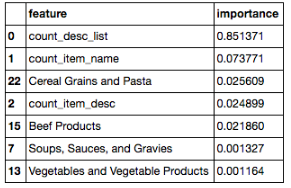 feature importance
0 count_desc_list 0.851371
1 count_item_name 0.073771
22 Cereal Grains and Pasta 0.025609
2 count_item_desc 0.024899
15 Beef Products 0.021860
7 Soups, Sauces, and Gravies 0.001327
13 Vegetables and Vegetable Products 0.001164